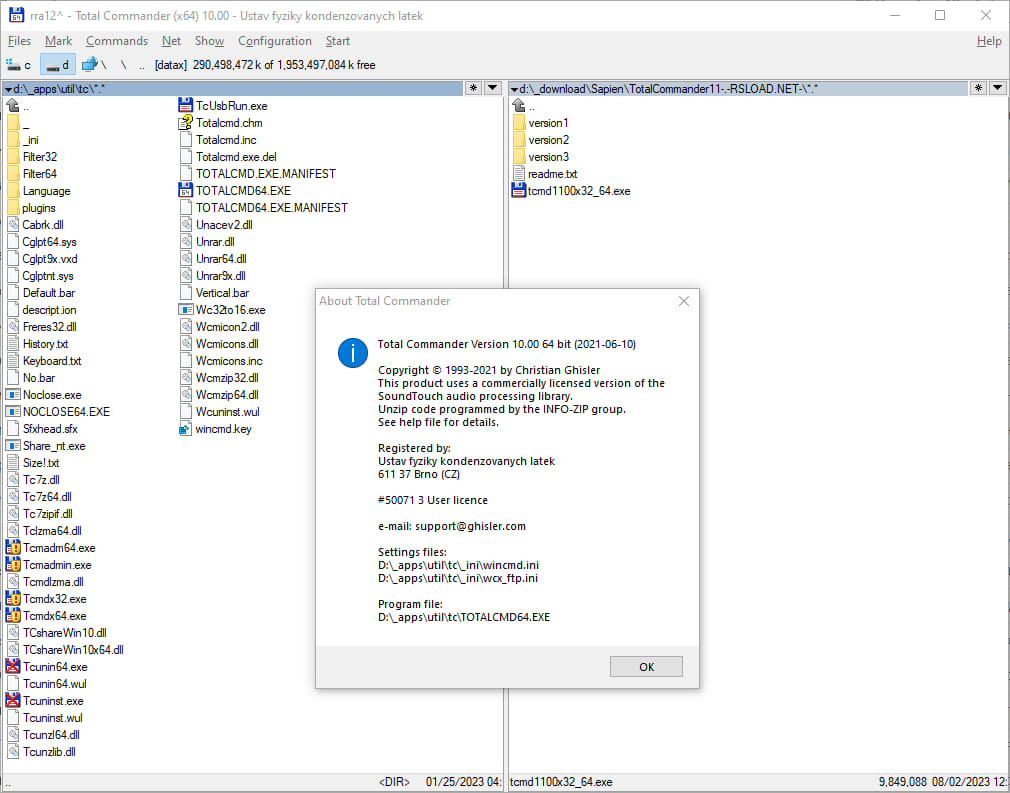 rra12^ - Total Commander (x64) 10.00 - Ustav fyziky kondenzovanych latek
Files Mark Commands Net Show Configuration Start Help
c d \ \ .. [datax] 290,498,472 k of 1,953,497,084 k free
d:\_apps\util\tc\*.*
..
_
_ini
Filter32
Filter64
Language
plugins
Cabrk.dll
Cglpt64.sys
Cglpt9x.vxd
Cglptnt.sys
Default.bar
descript.ion
Freres32.dll
History.txt
Keyboard.txt
No.bar
Noclose.exe
NOCLOSE64.EXE
Sfxhead.sfx
Share_nt.exe
Size!.txt
Tc7z.dll
Tc7z64.dll
Tc7zipif.dll
Tclzma64.dll
Tcmadm64.exe
Tcmadmin.exe
Tcmdlzma.dll
Tcmdx32.exe
Tcmdx64.exe
TCshareWin10.dll
TCshareWin10x64.dll
Tcunin64.exe
Tcunin64.wul
Tcuninst.exe
Tcuninst.wul
Tcunzl64.dll
Tcunzlib.dll
TcUsbRun.exe
Totalcmd.chm
Totalcmd.inc
Totalcmd.exe.del
TOTALCMD.EXE.MANIFEST
TOTALCMD64.EXE
TOTALCMD64.EXE.MANIFEST
Unacev2.dll
Unrar.dll
Unrar64.dll
Unrar9x.dll
Vertical.bar
Wc32to16.exe
Wcmicon2.dll
Wcmicons.dll
Wcmicons.inc
Wcmzip32.dll
Wcmzip64.dll
Wcuninst.wul
wincmd.key
.. <DIR> 01/25/2023 04:
d:\_download\Sapien\TotalCommander11-.-RSLOAD.NET-\*.*
..
version1
version2
version3
readme.txt
tcmd1100x32_64.exe
tcmd1100x32_64.exe 9,849,088 08/02/2023 12:
About Total Commander
Total Commander Version 10.00 64 bit (2021-06-10)
Copyright © 1993-2021 by Christian Ghisler
This product uses a commercially licensed version of the
SoundTouch audio processing library.
Unzip code programmed by the INFO-ZIP group.
See help file for details.
Registered by:
Ustav fyziky kondenzovanych latek
611 37 Brno (CZ)
#50071 3 User licence
e-mail: support@ghisler.com
Settings files:
D:\_apps\util\tc\_ini\wincmd.ini
D:\_apps\util\tc\_ini\wcx_ftp.ini
Program file:
D:\_apps\util\tc\TOTALCMD64.EXE
OK